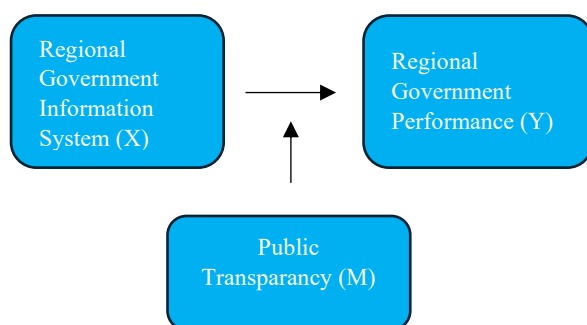 Regional
Government
Information
System (X)
Regional
Government
Performance (Y)
Public
Transparancy (M)